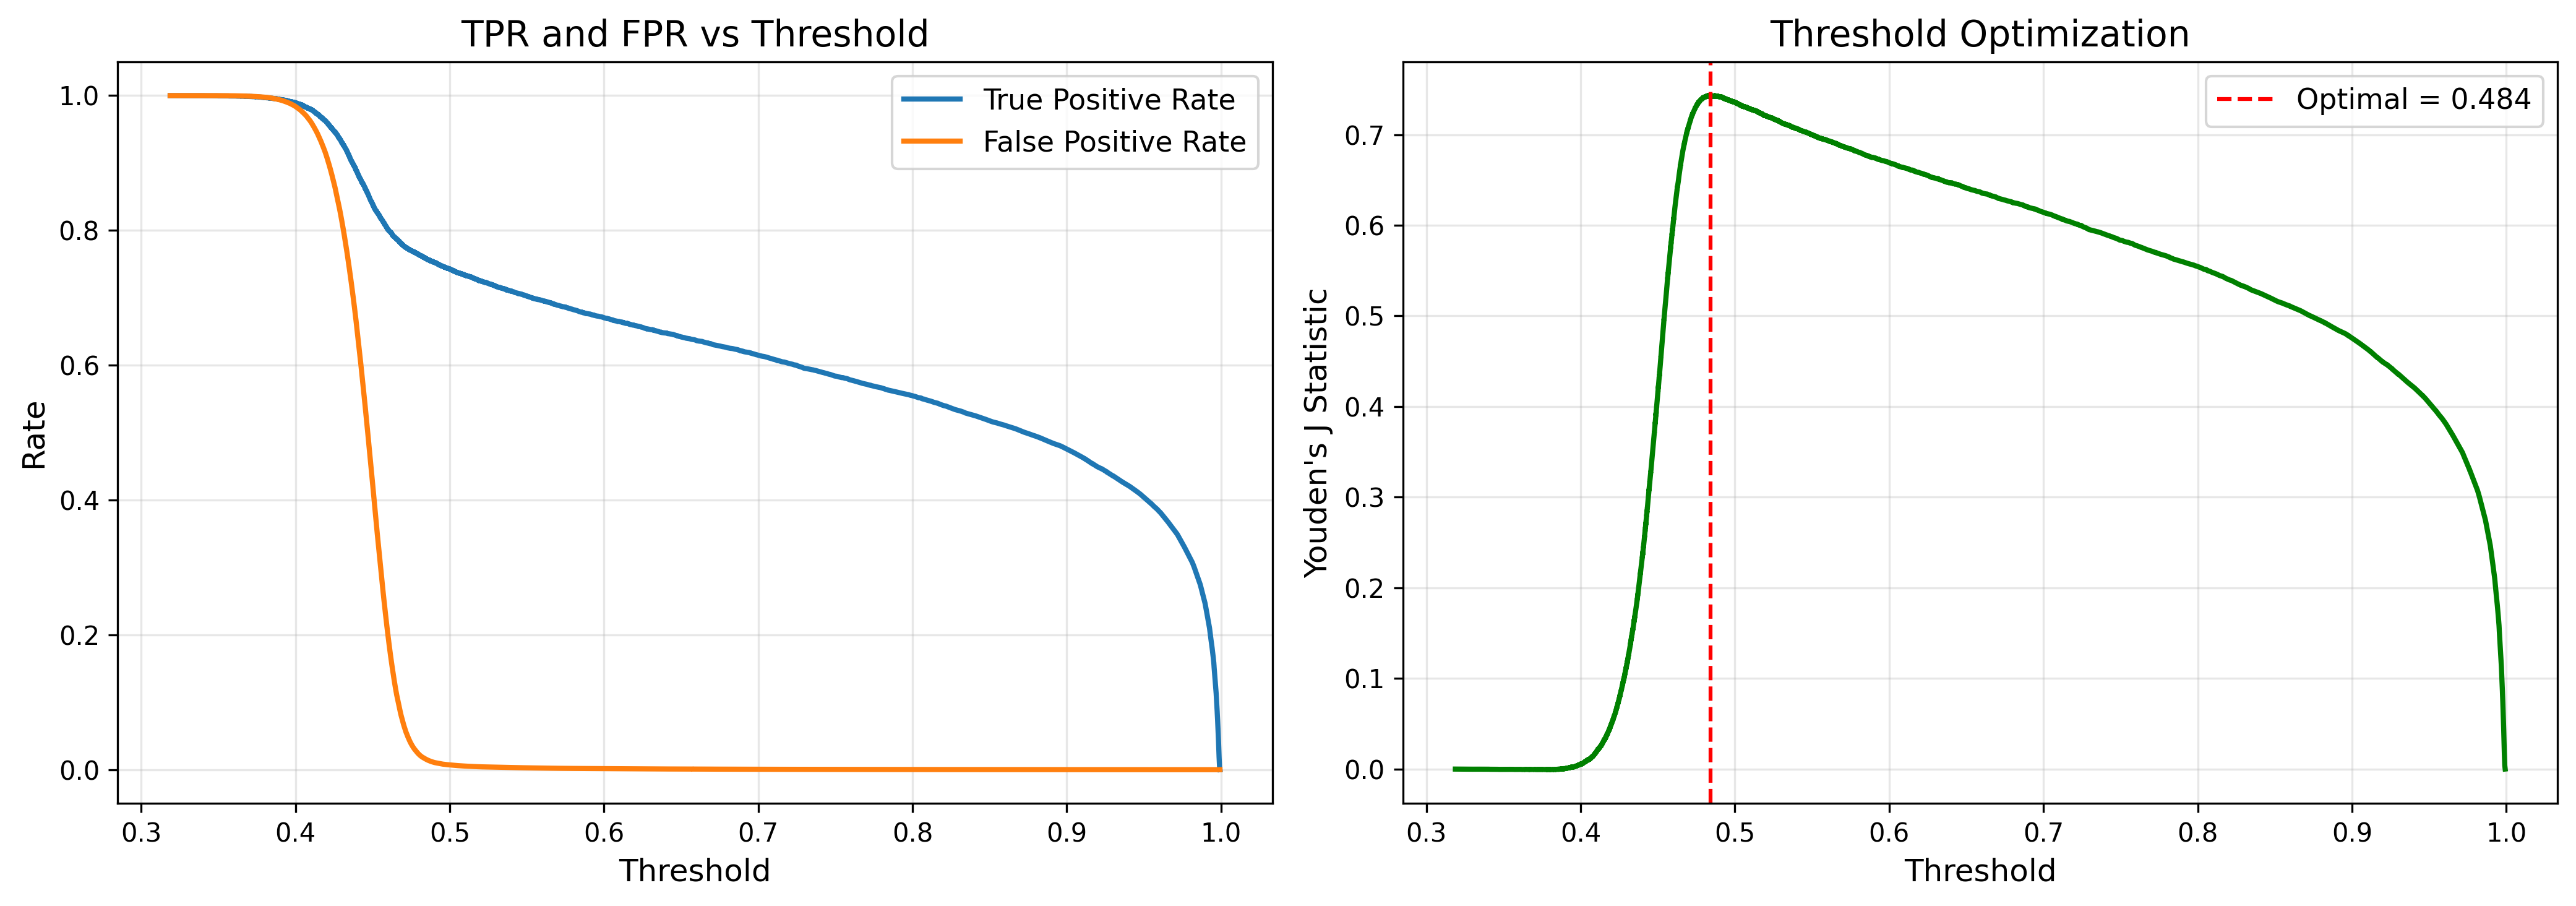 TPR and FPR vs Threshold
True Positive Rate
False Positive Rate
Rate
1.0
0.8
0.6
0.4
0.2
0.0
0.3 0.4 0.5 0.6 0.7 0.8 0.9 1.0
Threshold
Threshold Optimization
Optimal = 0.484
Youden's J Statistic
0.7
0.6
0.5
0.4
0.3
0.2
0.1
0.0
0.3 0.4 0.5 0.6 0.7 0.8 0.9 1.0
Threshold